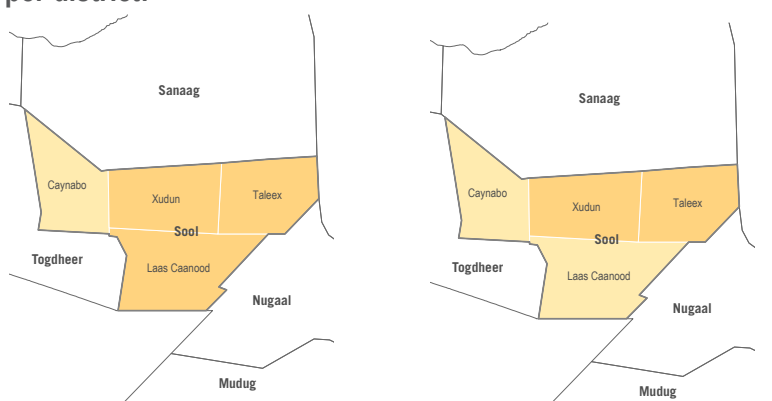 Sanaag
Caynabo
Xudun
Taleex
Sool
Togdheer
Laas Caanood
Nugaal
Mudug
Sanaag
Caynabo
Xudun
Taleex
Sool
Togdheer
Laas Caanood
Nugaal
Mudug